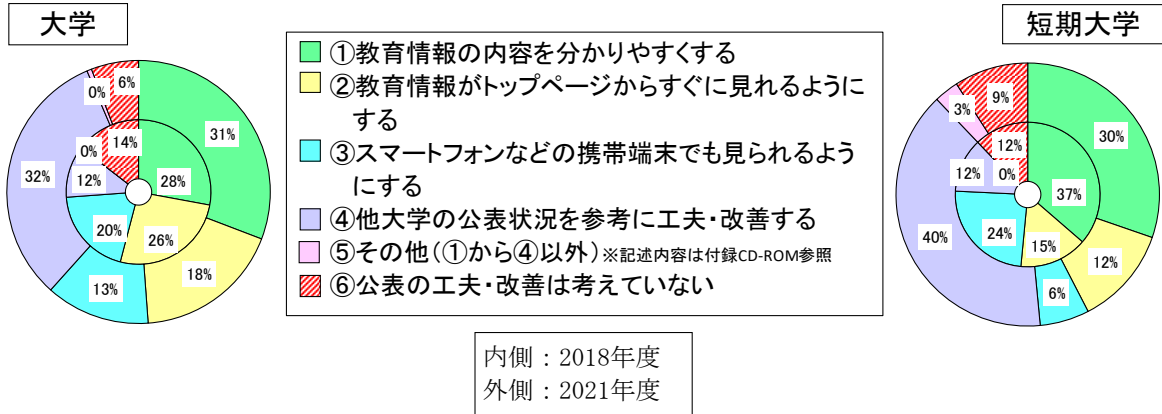 大学
短期大学
①教育情報の内容を分かりやすくする
②教育情報がトップページからすぐに見れるように
する
③スマートフォンなどの携帯端末でも見られるよう
にする
④他大学の公表状況を参考に工夫・改善する
⑤その他(①から④以外)※記述内容は付録CD-ROM参照
⑥公表の工夫・改善は考えていない
31%
18%
13%
32%
0%
6%
28%
26%
20%
12%
0%
14%
30%
12%
6%
40%
3%
9%
37%
15%
24%
12%
0%
12%
内側：2018年度
外側：2021年度